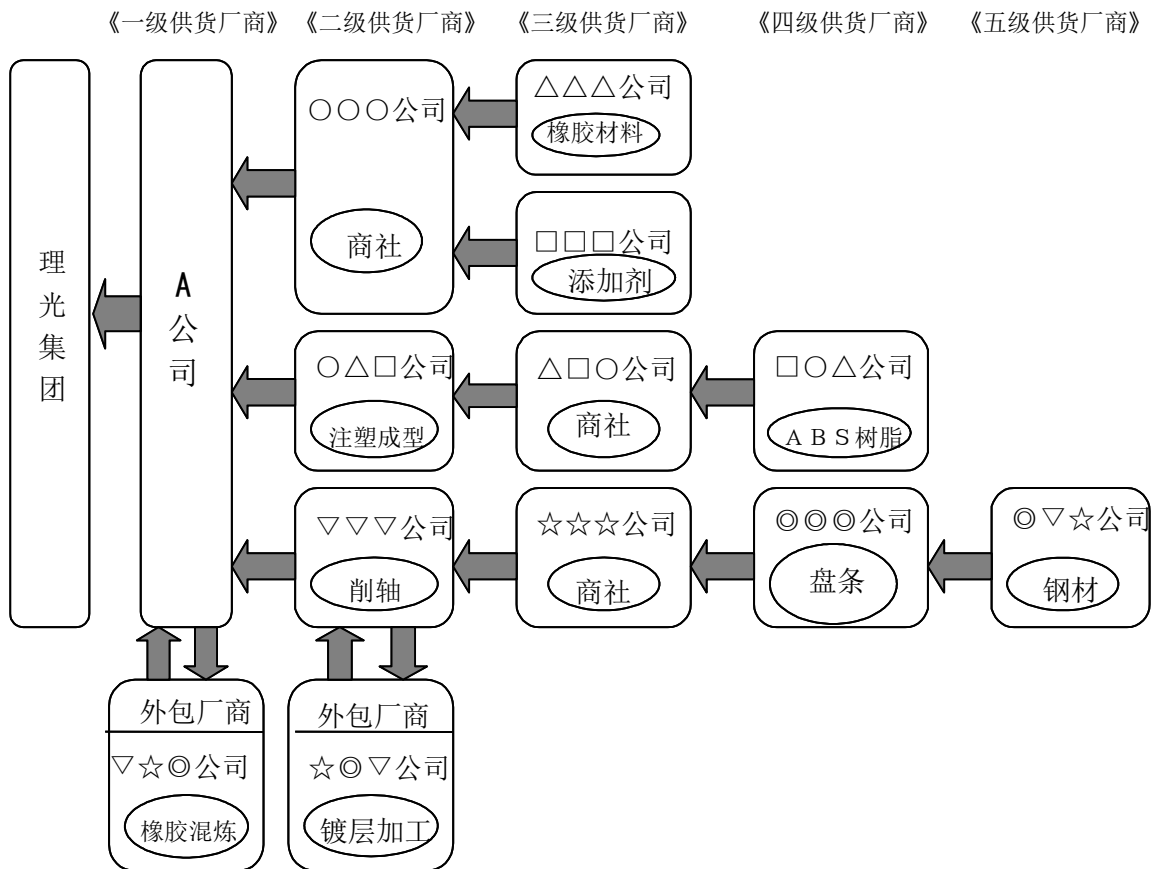 《一级供货厂商》 《二级供货厂商》 《三级供货厂商》 《四级供货厂商》 《五级供货厂商》
理光集团
A公司
○○○公司
商社
△△△公司
橡胶材料
□□□公司
添加剂
○△□公司
注塑成型
△□○公司
商社
□○△公司
ＡＢＳ树脂
▽▽▽公司
削轴
☆☆☆公司
商社
◎◎◎公司
盘条
◎▽☆公司
钢材
外包厂商
▽☆◎公司
橡胶混炼
外包厂商
☆◎▽公司
镀层加工